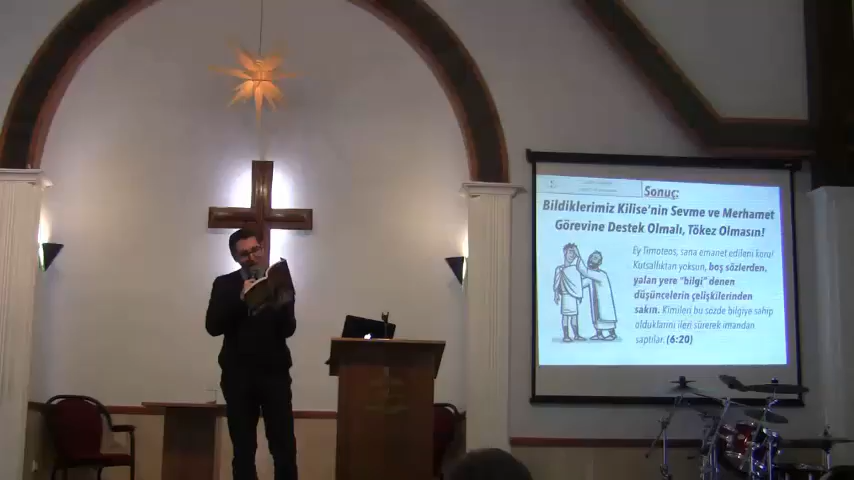 Sonuç:
Bildiklerimiz Kilise'nin Sevme ve Merhamet
Görevine Destek Olmalı, Tökez Olmasın!
Ey Timoteos, sana emanet edileni koru!
Kutsallıktan yoksun, boş sözlerden,
yalan yere "bilgi" denen
düşüncelerin çelişkilerinden
sakın. Kimileri bu sözde bilgiye sahip
olduklarını ileri sürerek imandan
saptılar. (6:20)